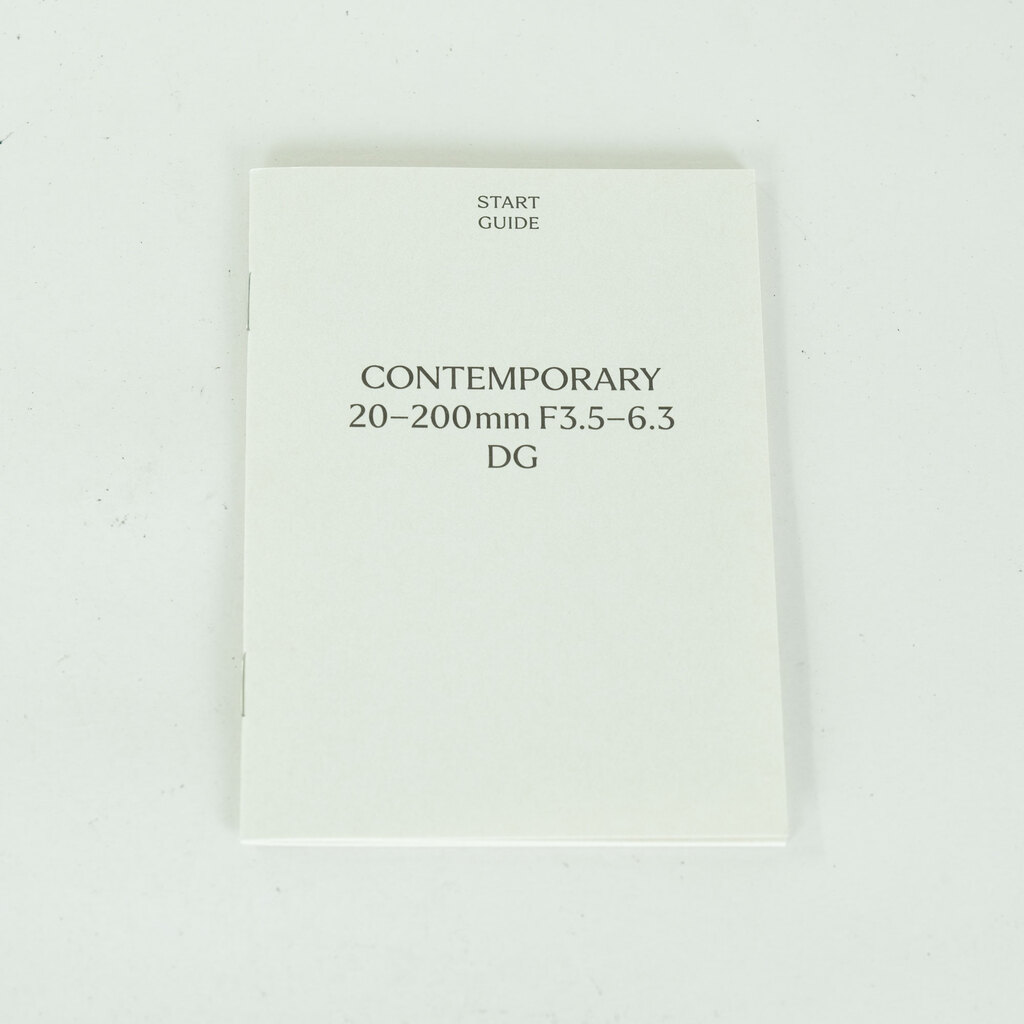 START
GUIDE
CONTEMPORARY
20–200mm F3.5–6.3
DG